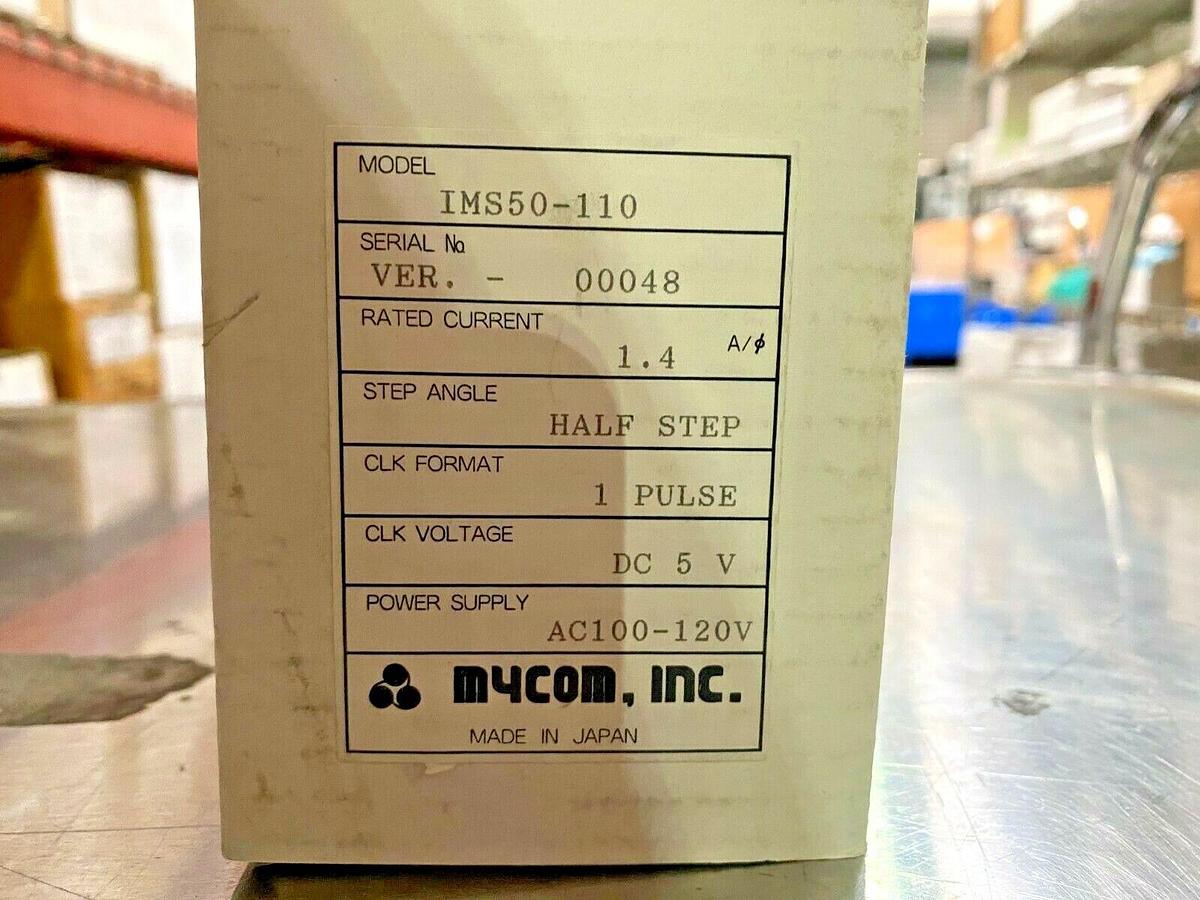 MODEL
IMS50-110
SERIAL No.
VER. - 00048
RATED CURRENT
1.4 A/ϕ
STEP ANGLE
HALF STEP
CLK FORMAT
1 PULSE
CLK VOLTAGE
DC 5 V
POWER SUPPLY
AC100-120V
MYCOM, INC.
MADE IN JAPAN